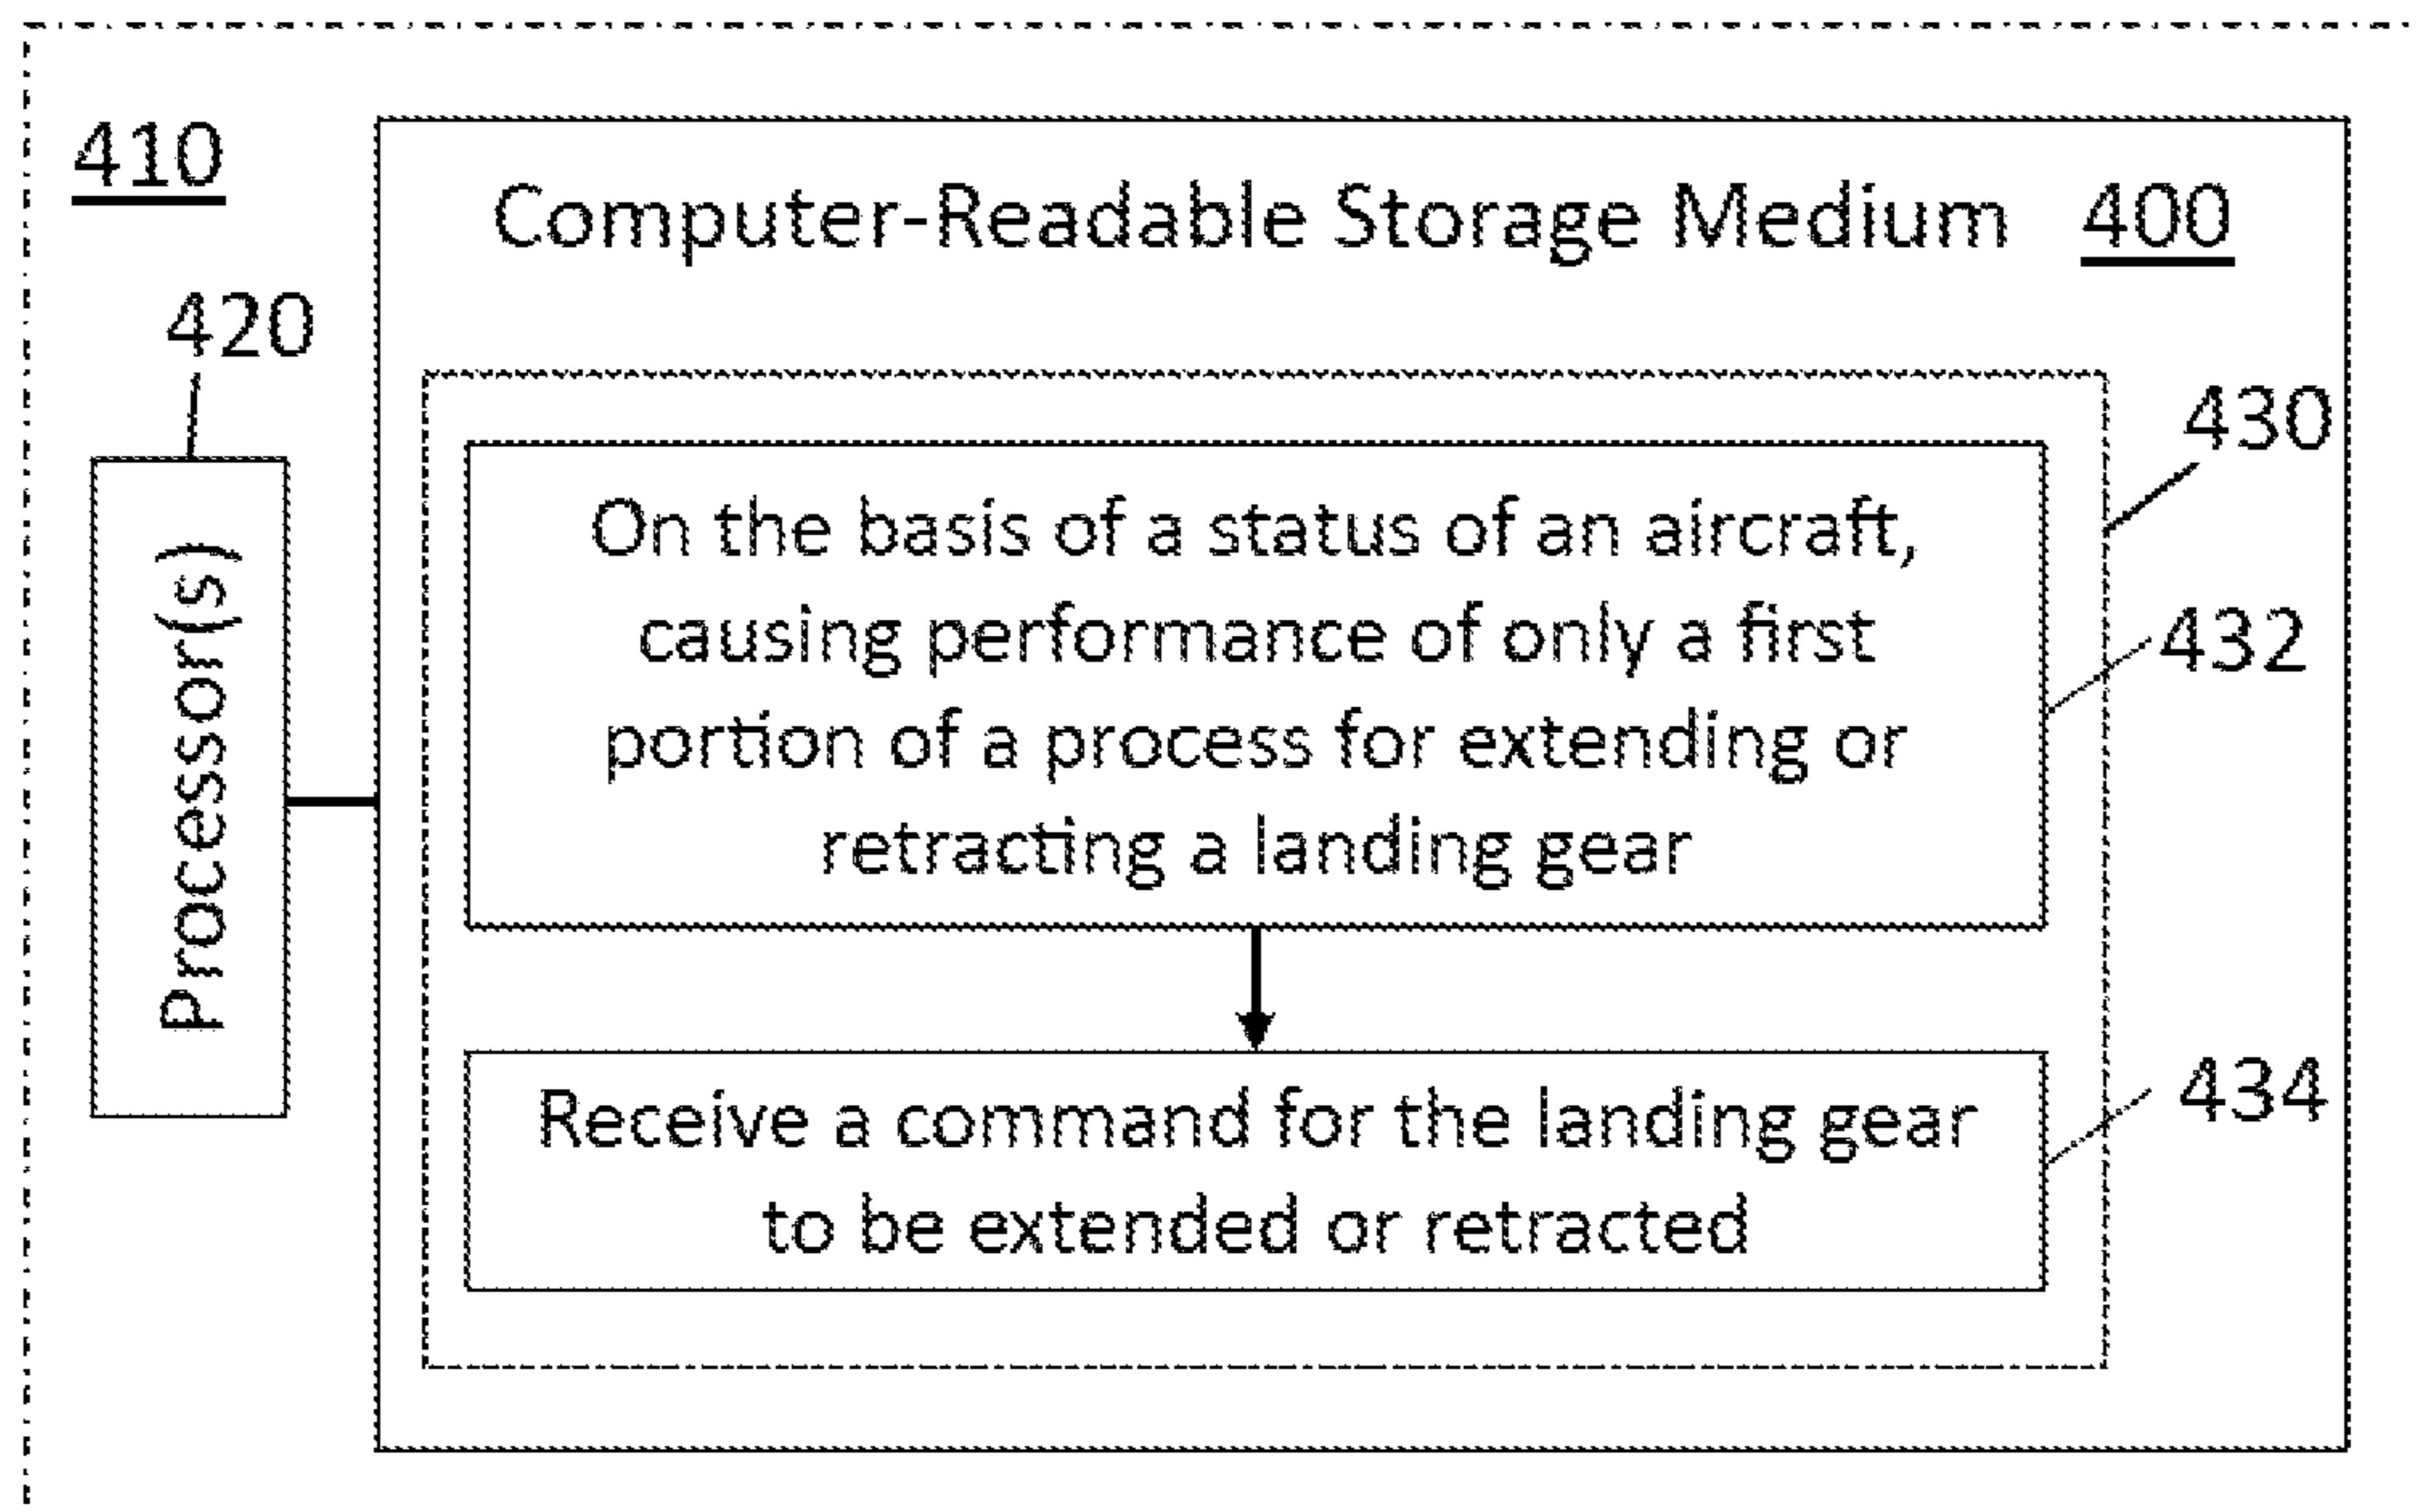 410
Computer-Readable Storage Medium 400
420
Processor(s)
430
On the basis of a status of an aircraft,
causing performance of only a first
portion of a process for extending or
retracting a landing gear
432
Receive a command for the landing gear
to be extended or retracted
434